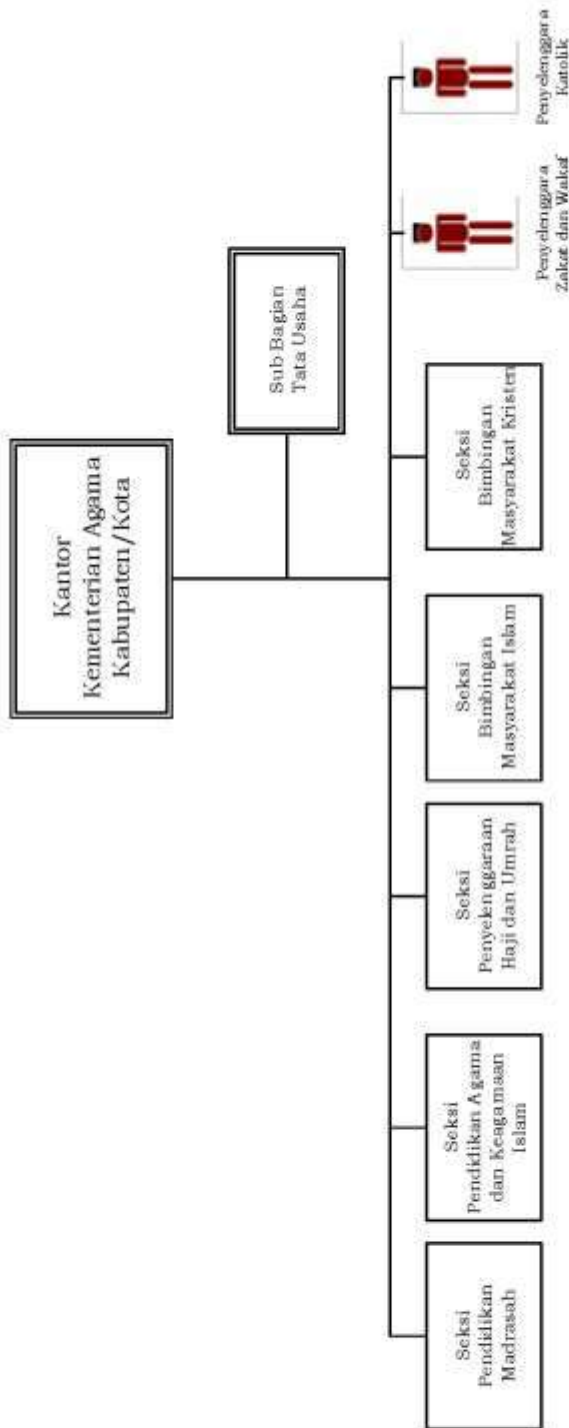 Kantor
Kementerian Agama
Kabupaten/Kota
Sub Bagian
Tata Usaha
Seksi
Pendidikan
Madrasah
Seksi
Pendidikan Agama
dan Keagamaan
Islam
Seksi
Penyelenggaraan
Haji dan Umrah
Seksi
Bimbingan
Masyarakat Islam
Seksi
Bimbingan
Masyarakat Kristen
Penyelenggara
Zakat dan Wakaf
Penyelenggara
Katolik